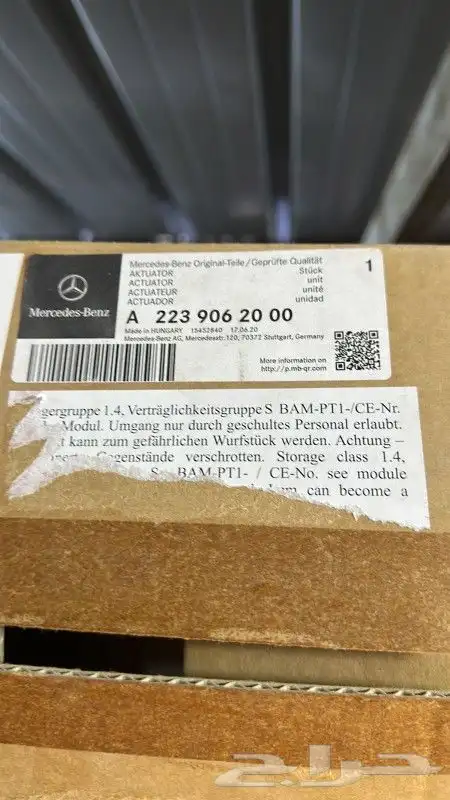 Mercedes-Benz
Mercedes-Benz Original-Teile/Geprüfte Qualität
AKTUATOR Stück 1
ACTUATOR unit
ACTUATEUR unité
ACTUADOR unidad
A 223 906 20 00
Made in HUNGARY 15452840 12.06.20
Mercedes-Benz AG, Mercedesstr.120, 70372 Stuttgart, Germany
More information on
http://p.mb-qr.com
gergruppe 1.4, Verträglichkeitsgruppe S BAM-PT1-/CE-Nr.
Modul. Umgang nur durch geschultes Personal erlaubt.
t kann zum gefährlichen Wurfstück werden. Achtung –
Gegenstände verschrotten. Storage class 1.4,
S BAM-PT1- / CE-No. see module
can become a
حراج